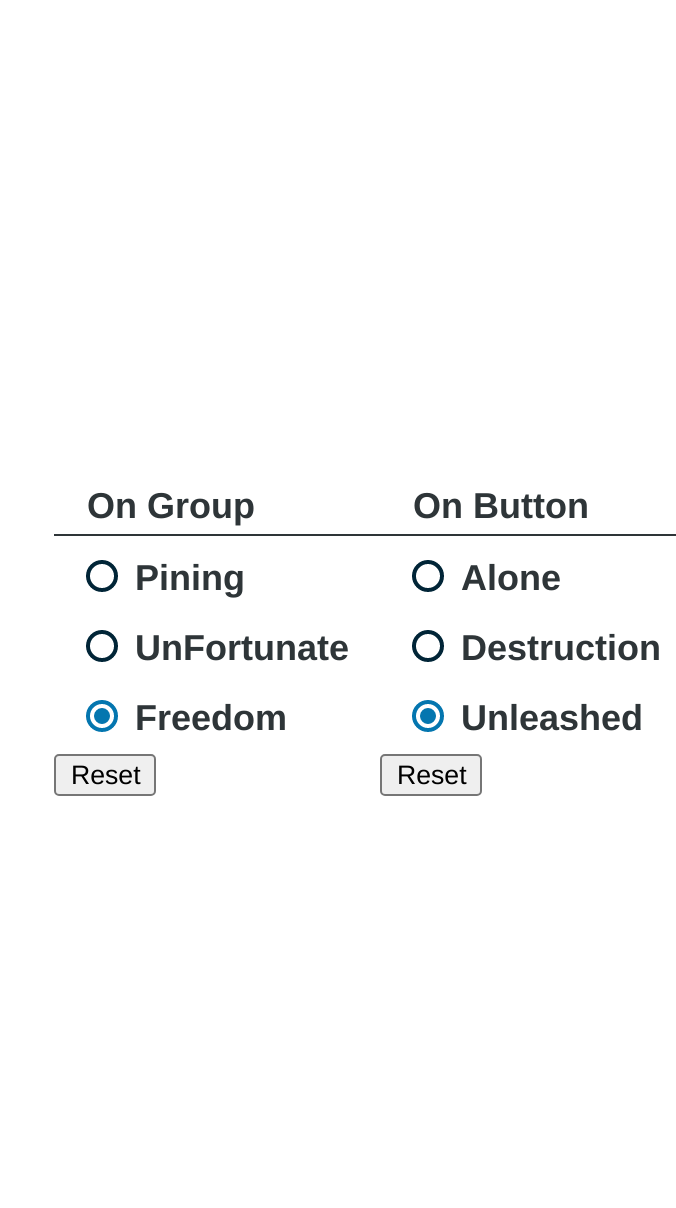 On Group On Button
Pining Alone
UnFortunate Destruction
Freedom Unleashed
Reset Reset